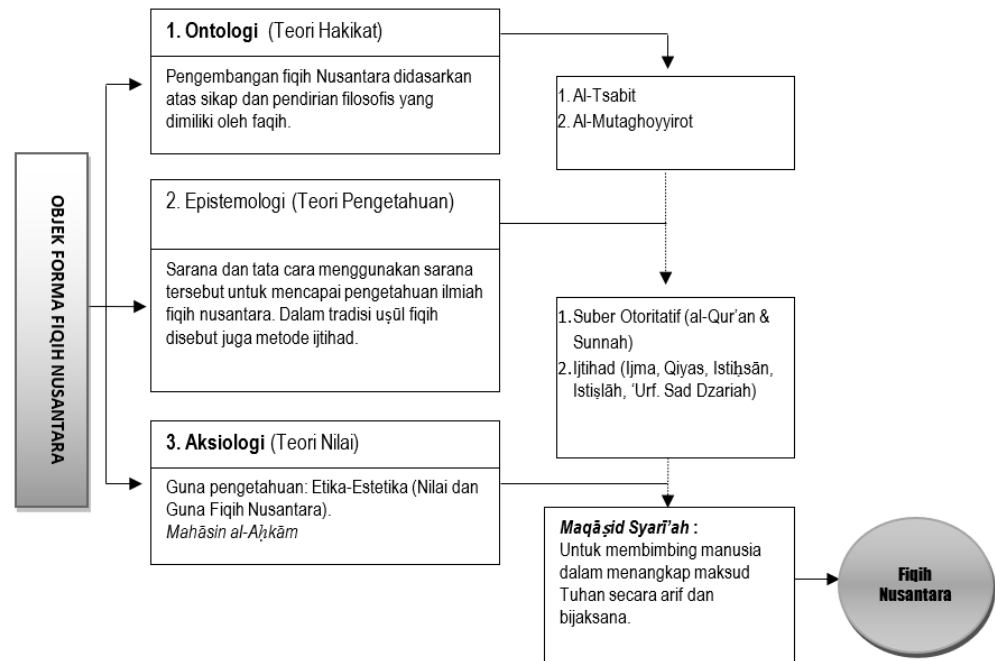 OBJEK FORMA FIQIH NUSANTARA
1. Ontologi (Teori Hakikat)
Pengembangan fiqih Nusantara didasarkan
atas sikap dan pendirian filosofis yang
dimiliki oleh faqih.
1. Al-Tsabit
2. Al-Mutaghoyyirot
2. Epistemologi (Teori Pengetahuan)
Sarana dan tata cara menggunakan sarana
tersebut untuk mencapai pengetahuan ilmiah
fiqih nusantara. Dalam tradisi uṣūl fiqih
disebut juga metode ijtihad.
1. Suber Otoritatif (al-Qur'an &
Sunnah)
2. Ijtihad (Ijma, Qiyas, Istiḥsān,
Istiṣlāh, 'Urf. Sad Dzariah)
3. Aksiologi (Teori Nilai)
Guna pengetahuan: Etika-Estetika (Nilai dan
Guna Fiqih Nusantara).
Mahāsin al-Aḥkām
Maqāṣid Syarī'ah :
Untuk membimbing manusia
dalam menangkap maksud
Tuhan secara arif dan
bijaksana.
Fiqih
Nusantara